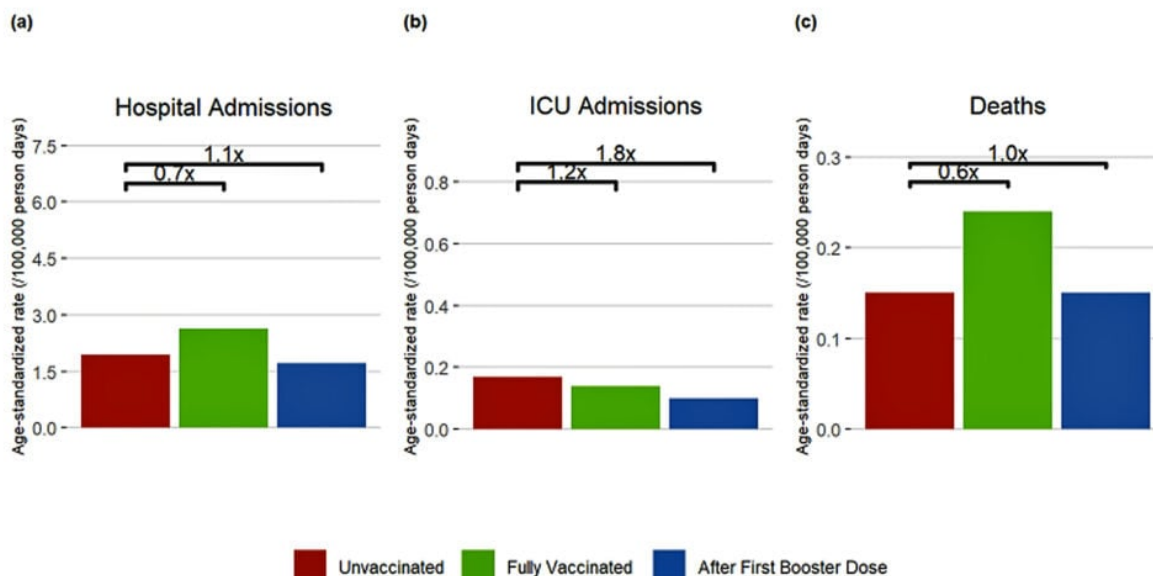 (a)
(b)
(c)
Hospital Admissions
ICU Admissions
Deaths
Age-standardized rate (/100,000 person days)
7.5
6.0
4.5
3.0
1.5
0.0
1.1x
0.7x
Age-standardized rate (/100,000 person days)
0.8
0.6
0.4
0.2
0.0
1.8x
1.2x
Age-standardized rate (/100,000 person days)
0.3
0.2
0.1
0.0
1.0x
0.6x
Unvaccinated
Fully Vaccinated
After First Booster Dose